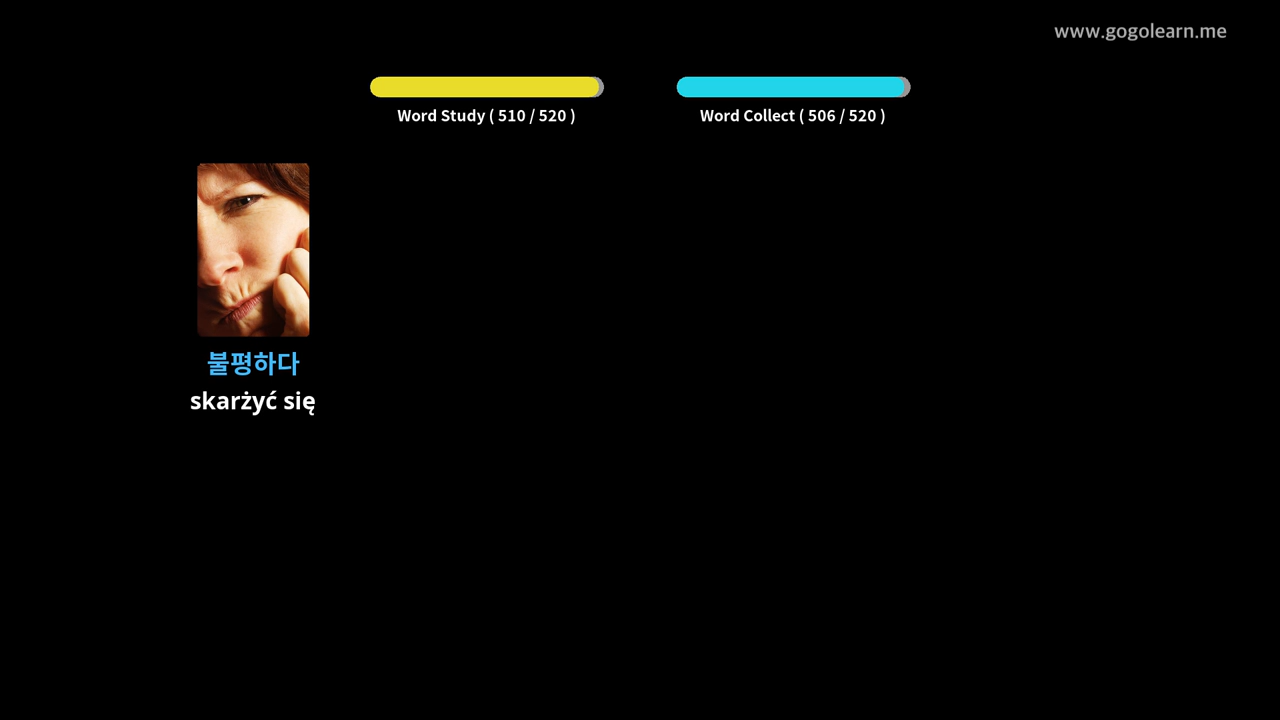 www.gogolearn.me
Word Study ( 510 / 520 )
Word Collect ( 506 / 520 )
불평하다
skarżyć się